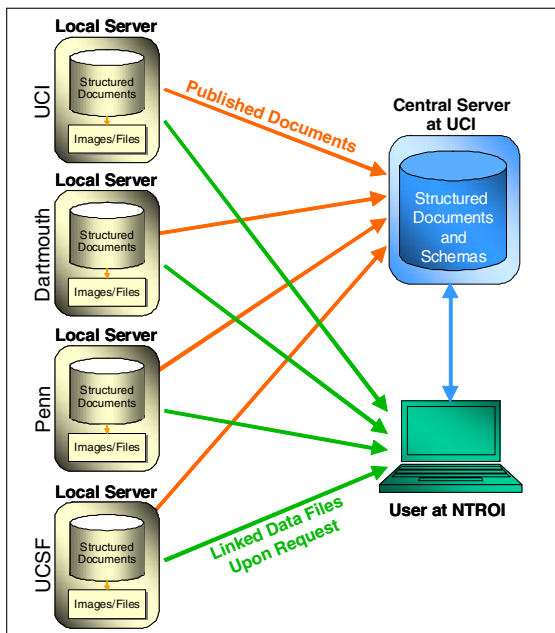 Local Server
UCI
Structured
Documents
Images/Files
Published Documents
Central Server
at UCI
Structured
Documents
and
Schemas
Local Server
Dartmouth
Structured
Documents
Images/Files
Local Server
Penn
Structured
Documents
Images/Files
User at NTROI
Local Server
UCSF
Structured
Documents
Images/Files
Linked Data Files
Upon Request